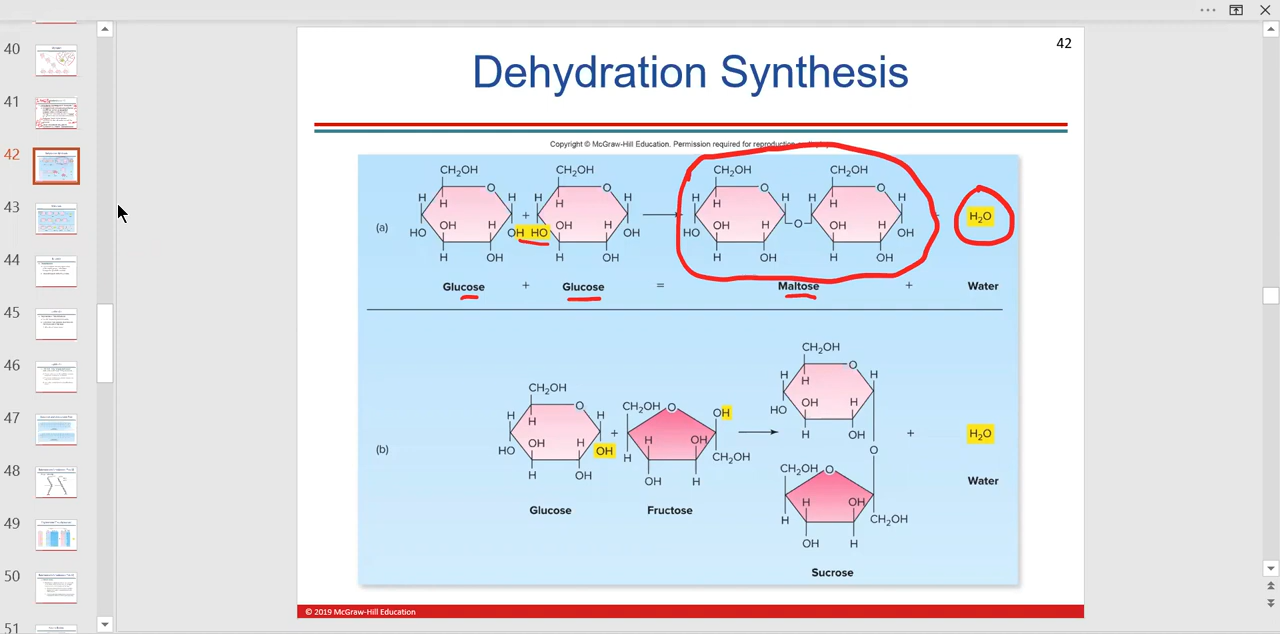 42
Dehydration Synthesis
Copyright © McGraw-Hill Education. Permission required for reproduction
CH₂OH CH₂OH CH₂OH CH₂OH
O O O O
H H H H H H H H
H H H H
(a) OH H OH H OH H O OH H
+ + H₂O
HO OH HO OH HO OH
H OH H OH H OH H OH
Glucose + Glucose = Maltose + Water
CH₂OH
O
H H
H
OH H
HO
H OH
CH₂OH
O
H H
H
(b) OH H
HO OH
H OH
+
CH₂OH O OH
H OH
H CH₂OH
OH H
O
+ H₂O
Water
CH₂OH O
H OH
H CH₂OH
OH H
Glucose Fructose
Sucrose
© 2019 McGraw-Hill Education
40
41
42
43
44
45
46
47
48
49
50
51